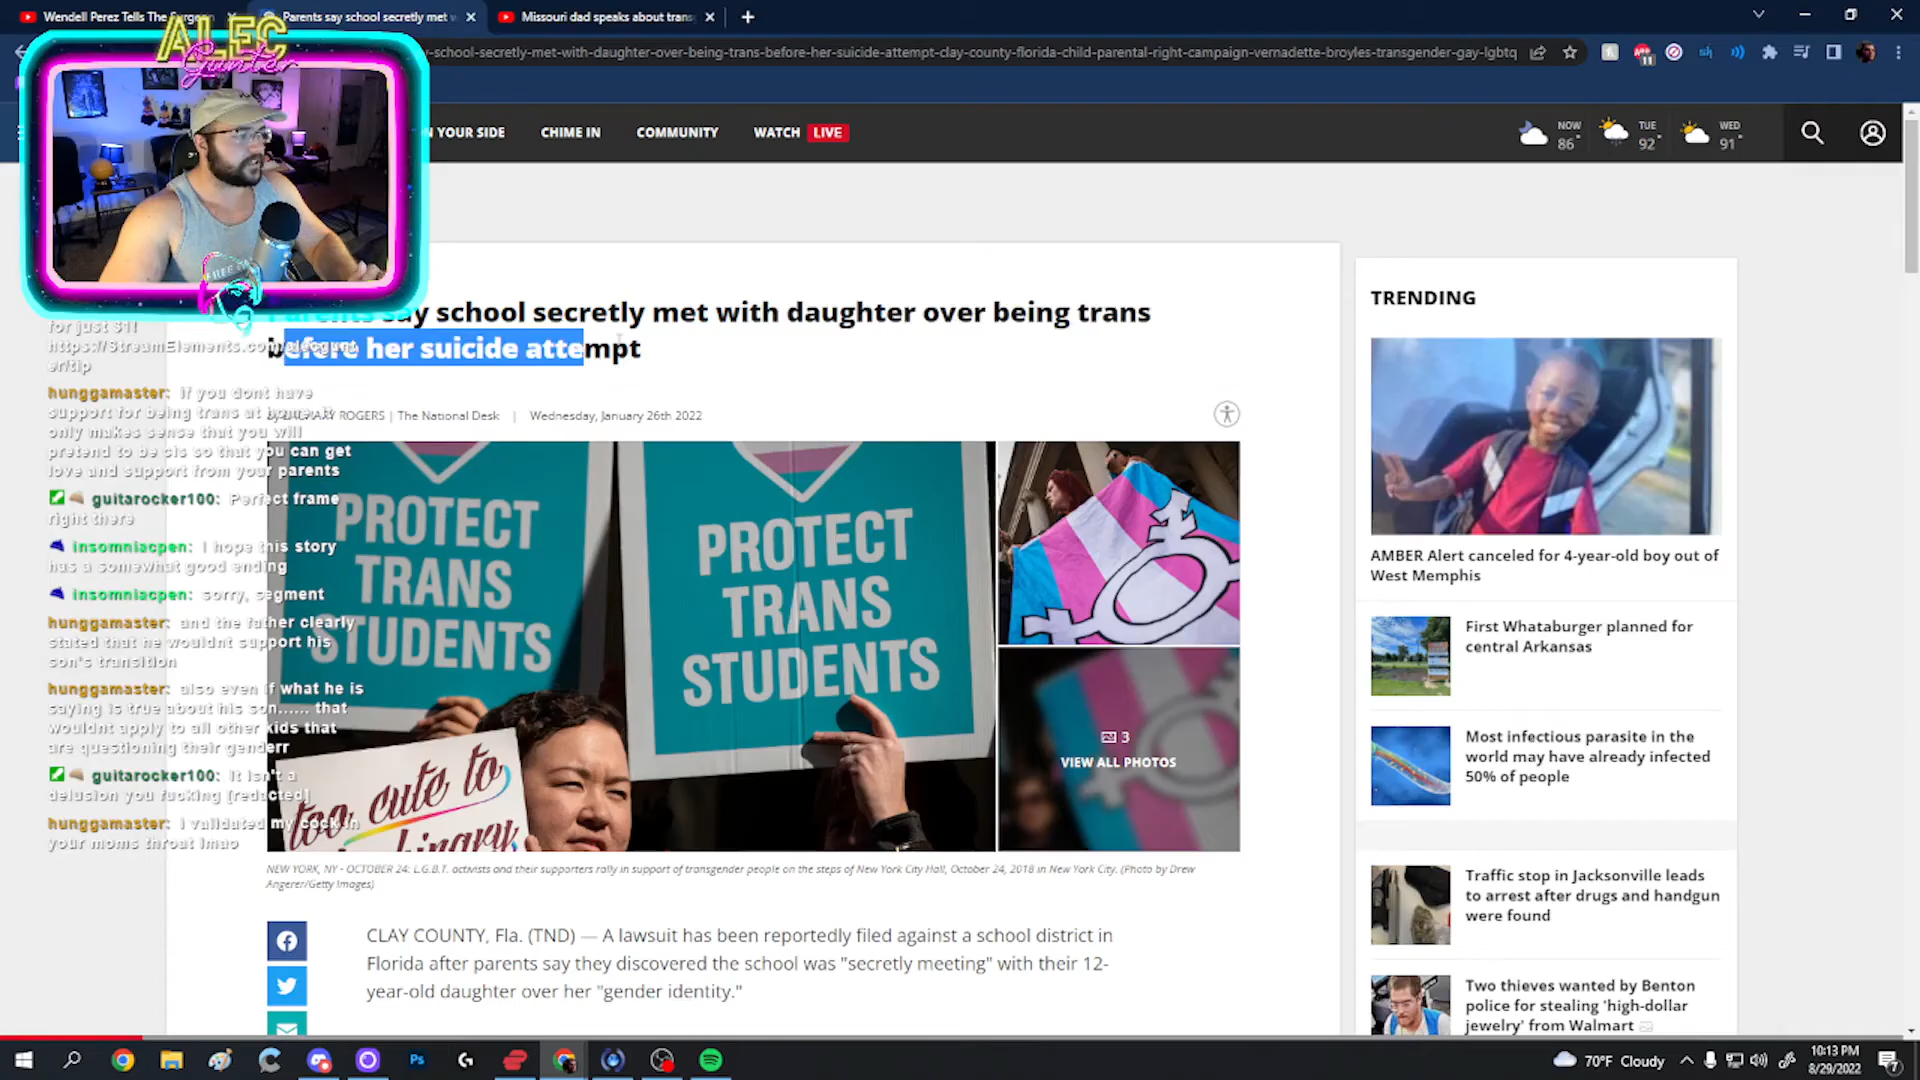 Wendell Perez Tells The Surgeon
Parents say school secretly met w
Missouri dad speaks about trans
ALEC
Gunter
-school-secretly-met-with-daughter-over-being-trans-before-her-suicide-attempt-clay-county-florida-child-parental-right-campaign-vernadette-broyles-transgender-gay-lgbtq
11
N YOUR SIDE
CHIME IN
COMMUNITY
WATCH LIVE
NOW
86°
TUE
92°
WED
91°
Parents say school secretly met with daughter over being trans
before her suicide attempt
ROGERS | The National Desk | Wednesday, January 26th 2022
for just $1!
er/tip
hunggamaster: If you dont have
support for being trans at home, it
only makes sense that you will
pretend to be cis so that you can get
love and support from your parents
guitarocker100: Perfect frame
right there
insomniacpen: I hope this story
has a somewhat good ending
insomniacpen: sorry, segment
hunggamaster: and the father clearly
stated that he wouldnt support his
son's transition
hunggamaster: also even if what he is
saying is true about his son...... that
wouldnt apply to all other kids that
are questioning their genderr
guitarocker100: It isn't a
delusion you fucking [redacted]
hunggamaster: I validated my cock in
your moms throat lmao
PROTECT
TRANS
STUDENTS
PROTECT
TRANS
STUDENTS
too cute to
3
VIEW ALL PHOTOS
NEW YORK, NY - OCTOBER 24: L.G.B.T. activists and their supporters rally in support of transgender people on the steps of New York City Hall, October 24, 2018 in New York City. (Photo by Drew
Angerer/Getty Images)
CLAY COUNTY, Fla. (TND) — A lawsuit has been reportedly filed against a school district in
Florida after parents say they discovered the school was "secretly meeting" with their 12-
year-old daughter over her "gender identity."
TRENDING
AMBER Alert canceled for 4-year-old boy out of
West Memphis
First Whataburger planned for
central Arkansas
Most infectious parasite in the
world may have already infected
50% of people
Traffic stop in Jacksonville leads
to arrest after drugs and handgun
were found
Two thieves wanted by Benton
police for stealing 'high-dollar
jewelry' from Walmart
Ps
70°F Cloudy
10:13 PM
8/29/2022
7